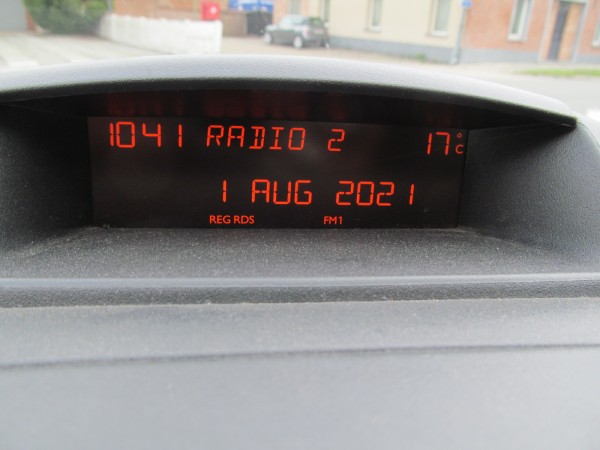 1041 RADIO 2 17°C
1 AUG 2021
REG RDS FM1